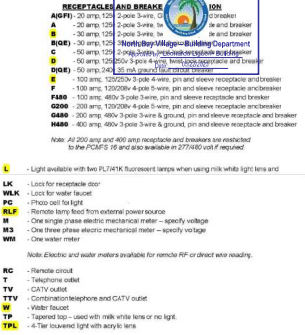 RECEPTACLES AND BREAKE ION
A(GFI) - 20 amp, 125 2-pole 3-wire, G d breaker
A - 20 amp, 125 2-pole 3-wire, tw d breaker
B - 30 amp, 125 2-pole 3-wire, tw d breaker
B(QE) - 30 amp, 125
North Bay Village - Building Department
C - 50 amp, 125
D - 50 amp, 125/250v 3-pole 4-wire, twist-lock receptacle and breaker
D(QE) - 50 amp, 240 35 mA ground fault circuit breaker
E - 100 amp, 125/250v 3-pole 4-wire, pin and sleeve receptacle and breaker
F - 100 amp, 120/208v 4-pole 5-wire, pin and sleeve receptacle and breaker
F480 - 100 amp, 480v 3-pole 3-wire, pin and sleeve receptacle and breaker
G200 - 200 amp, 120/208v 4-pole 5-wire, pin and sleeve receptacle and breaker
G480 - 200 amp, 480v 3-pole 3-wire & ground, pin and sleeve receptacle and breaker
H480 - 400 amp, 480v 3-pole 3-wire & ground, pin and sleeve receptacle and breaker
Note: All 200 amp and 400 amp receptacle and breakers are restricted
to the PCMFS 16 and also available in 277/480 volt if required.
L - Light available with two PL7/41K fluorescent lamps when using milk white light lens and
LK - Lock for receptacle door
WLK - Lock for water faucet
PC - Photo cell for light
RLF - Remote lamp feed from external power source
M - One single phase electric metric meter – specify voltage
M3 - One three phase electric metric meter – specify voltage
WM - One water meter
Note: Electric and water meters available for remote RF or direct wire reading.
RC - Remote circuit
T - Telephone outlet
TV - CATV outlet
TTV - Combination telephone and CATV outlet
W - Water faucet
TP - Tapered top – used with milk white lens or no light.
TPL - 4-Tier louvered light with acrylic lens